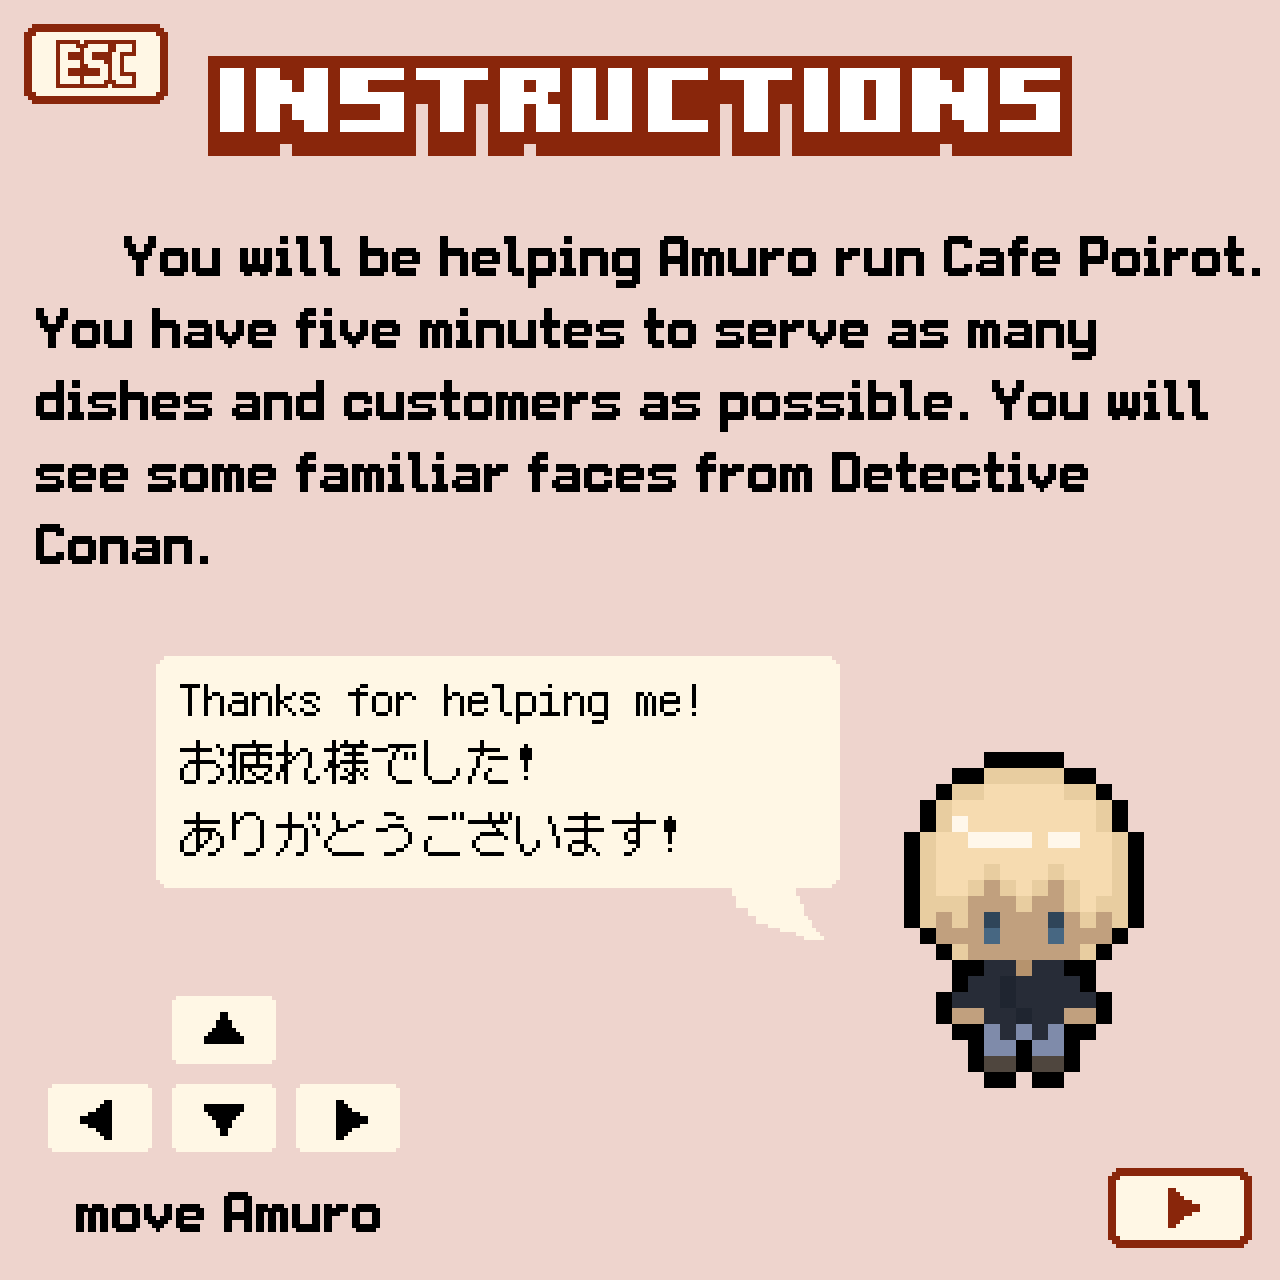 ESC
INSTRUCTIONS
You will be helping Amuro run Cafe Poirot.
You have five minutes to serve as many
dishes and customers as possible. You will
see some familiar faces from Detective
Conan.
Thanks for helping me!
お疲れ様でした!
ありがとうございます!
move Amuro